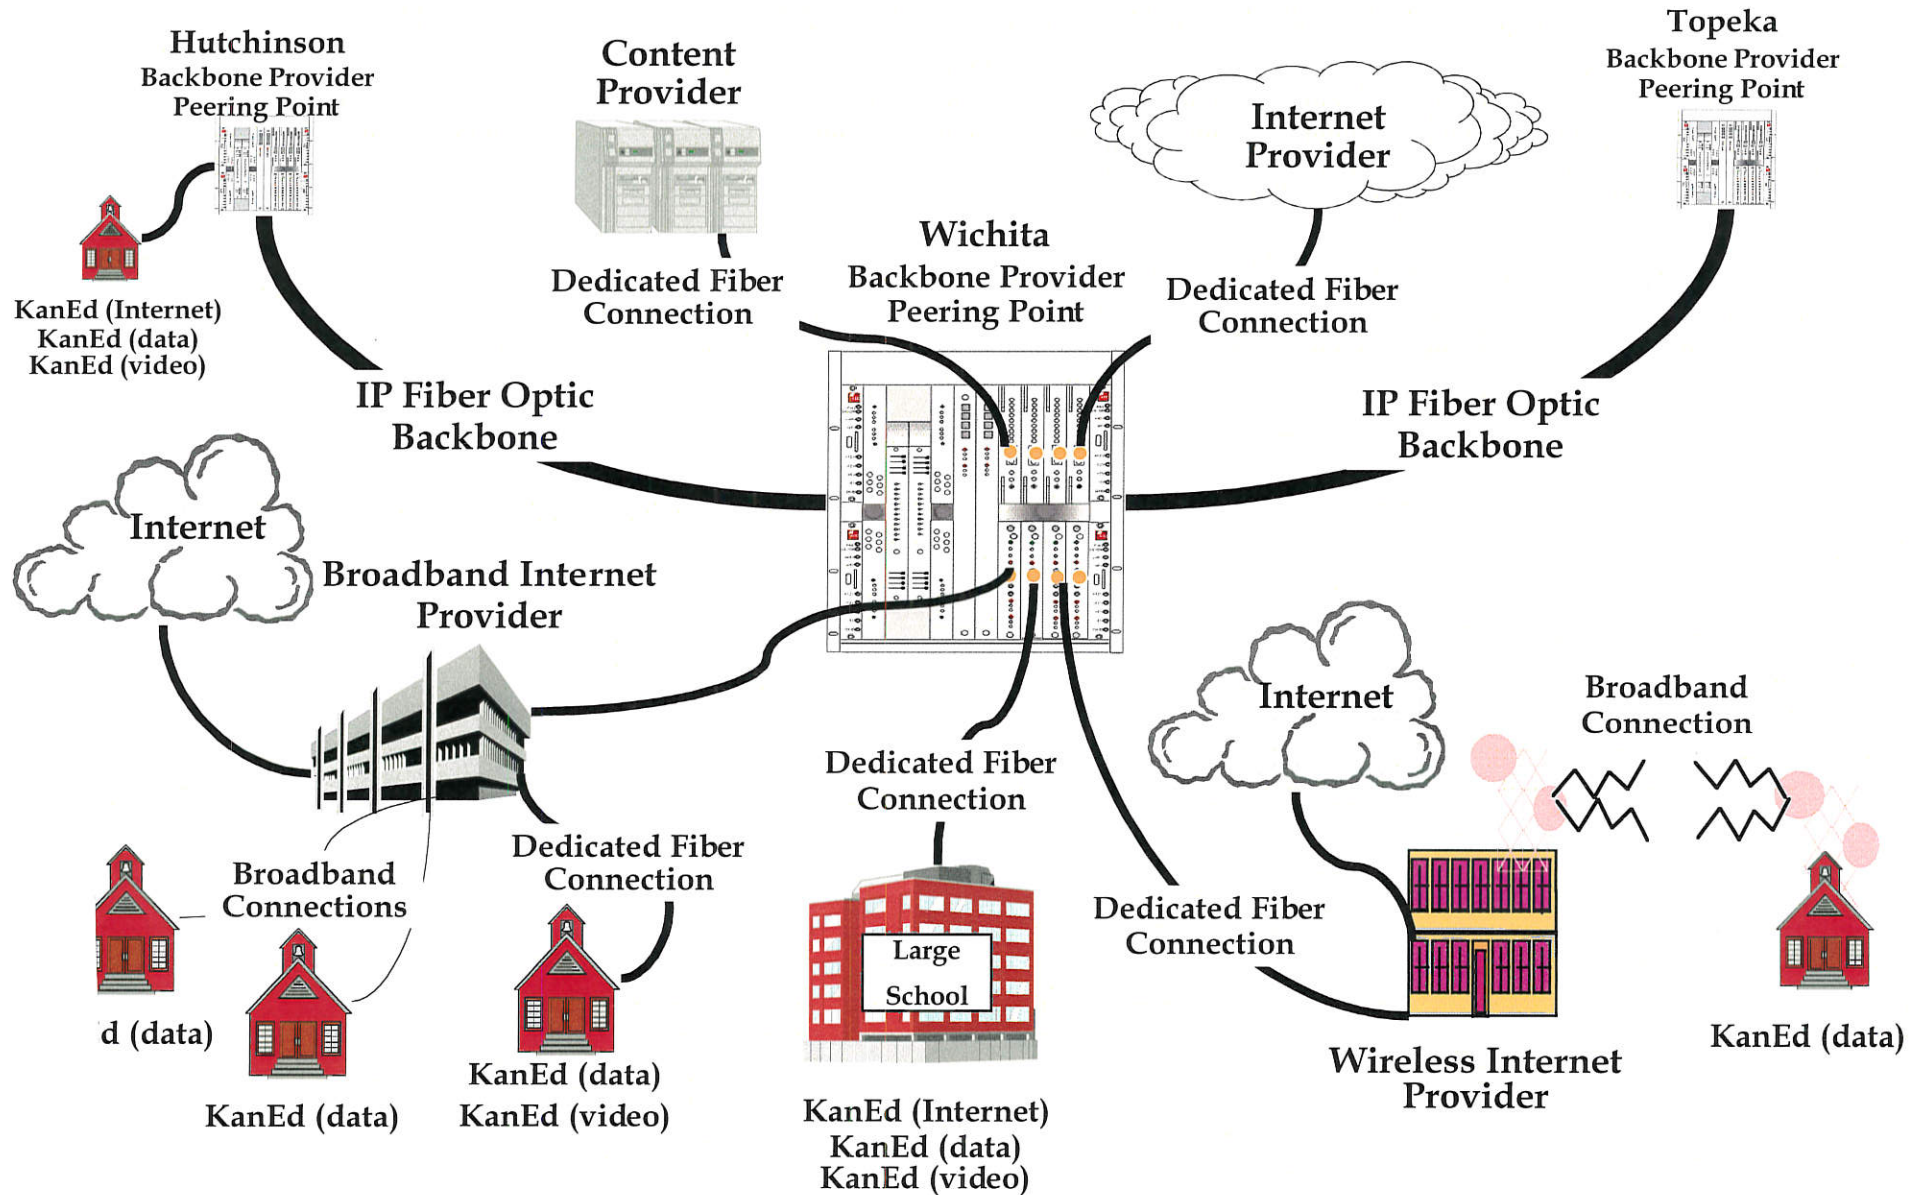 Hutchinson
Backbone Provider
Peering Point
Content
Provider
Internet
Provider
Topeka
Backbone Provider
Peering Point
Wichita
Backbone Provider
Peering Point
Dedicated Fiber
Connection
Dedicated Fiber
Connection
KanEd (Internet)
KanEd (data)
KanEd (video)
IP Fiber Optic
Backbone
IP Fiber Optic
Backbone
Internet
Broadband Internet
Provider
Internet
Broadband
Connection
Dedicated Fiber
Connection
Dedicated Fiber
Connection
Broadband
Connections
Dedicated Fiber
Connection
Large
School
'd (data)
KanEd (data)
KanEd (data)
KanEd (video)
KanEd (Internet)
KanEd (data)
KanEd (video)
Wireless Internet
Provider
KanEd (data)